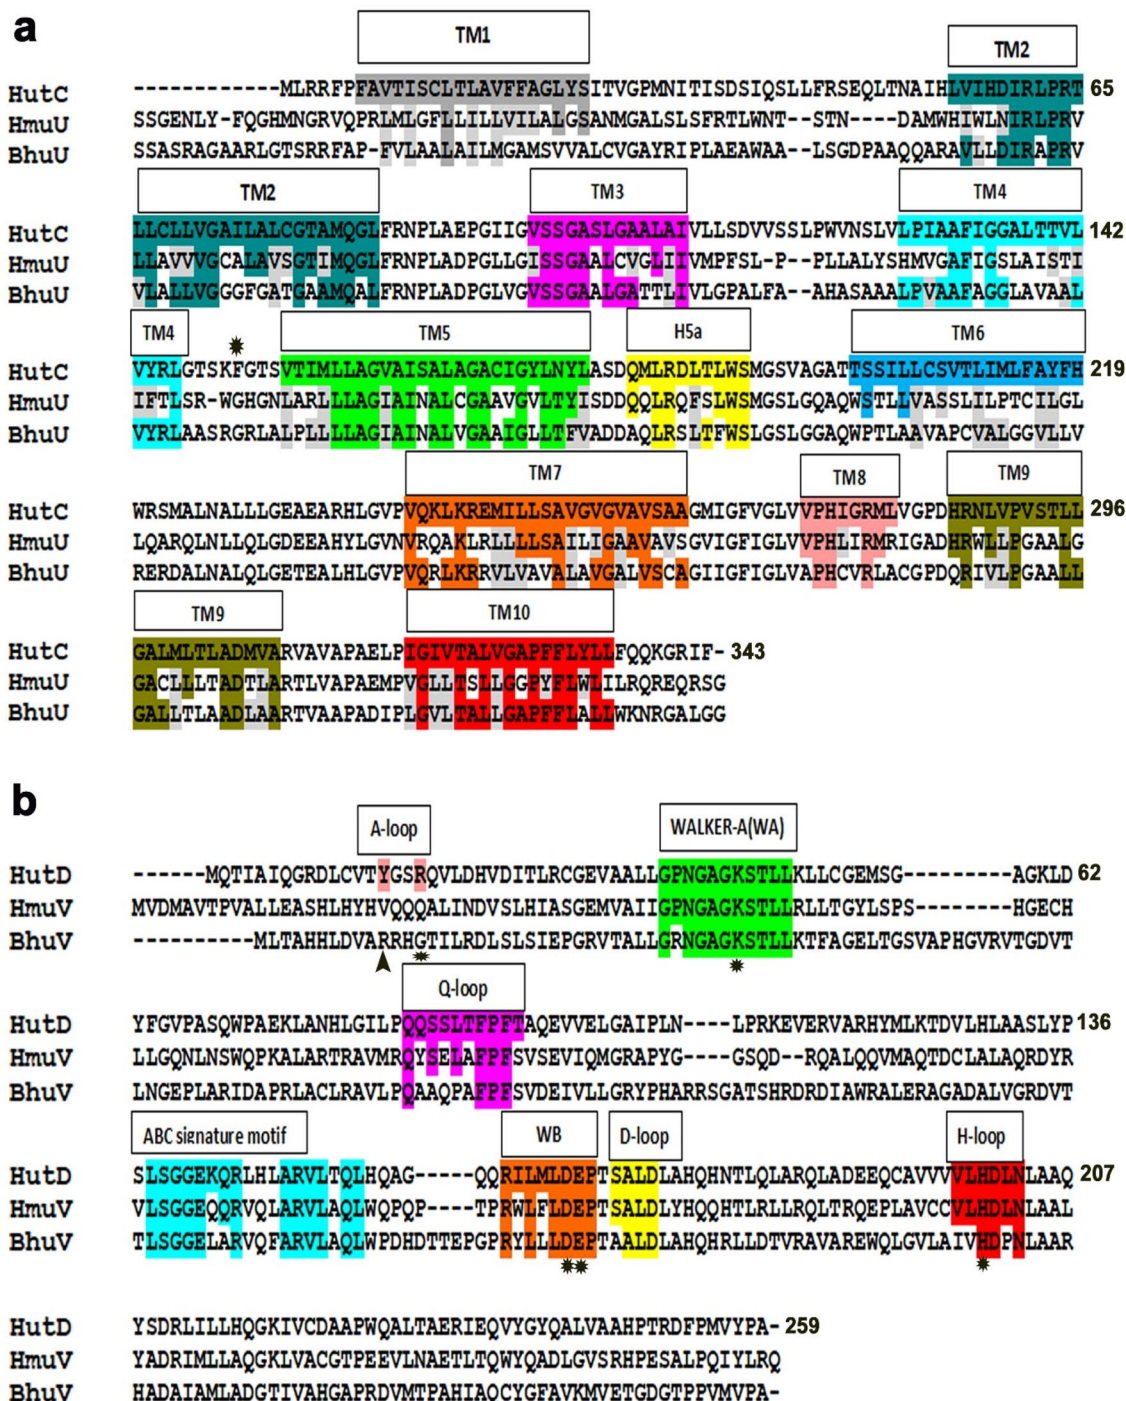 a
TM1
TM2
HutC -----------MLRRFPFAVTISCLTLAVFFAGLYSITVGPMNITISDSIQSLLFRSEQLTNAIHLVIHDIRLPRT 65
HmuU SSGENLY-FQGHMNGRVQPRLMLGFLLILLVILALGSANMGALSLSFRTLWNT--STN----DAMWHIWLNIRLPRV
BhuU SSASRAGAARLGTSRRFAP-FVLAALAILMGAMSVVALCVGAYRIPLAEAWAA--LSGDPAAQQARAVLLDIRAPRV
TM2 TM3 TM4
HutC LLCLLVGAILALCGTAMQGLFRNPLAEPGIIGVSSGASLGAALAIVLLSDVVSSLPWVNSLVLPIAAFIGGALTTVL 142
HmuU LLAVVVGCALAVSGTIMQGLFRNPLADPGLLGISSGAALCVGLIIVMPFSL-P--PLLALYSHMVGAFIGSLAISTI
BhuU VLALLVGGGFGATGAAMQALFRNPLADPGLVGVSSGAALGATTLIVLGPALFA--AHASAAALPVAAFAGGLAVAAL
TM4 TM5 H5a TM6
HutC VYRLGTSKFGTSVTIMLLAGVAISALAGACIGYLNYLASDQMLRDLTLWSMGSVAGATTSSILLCSVTLIMLFAYFH 219
HmuU IFTLSR-WGHGNLARLLLAGIAINALCGAAVGVLTYISDDQQLRQFSLWSMGSLGQAQWSTLLVASSLILPTCILGL
BhuU VYRLAASRGRLALPLLLLAGIAINALVGAAIGLLTFVADDAQLRSLTFWSLGSLGGAQWPTLAAVAPCVALGGVLLV
TM7 TM8 TM9
HutC WRSMALNALLLGEAEARHLGVPVQKLKREMILLSAVGVGVAVSAAGMIGFVGLVVPHIGRMLVGPDHRNLVPVSTLL 296
HmuU LQARQLNLLQLGDEEAHYLGVNVRQAKLRLLLLSAILIGAAVAVSGVIGFIGLVVPHLIRMRIGADHRWLLPGAALG
BhuU RERDALNALQLGETEALHLGVPVQRLKRRVLVAVALAVGALVSCAGIIGFIGLVAPHCVRLACGPDQRIVLPGAALL
TM9 TM10
HutC GALMLTLADMVARVAVAPAELPIGIVTALVGAPFFLYLLFQQKGRIF- 343
HmuU GACLLLTADTLARTLVAPAEMPVGLLTSLLGGPYFLWLILRQREQRSG
BhuU GALLTLAADLAARTVAAPADIPLGVLTALLGAPFFLALLWKNRGALGG
b
A-loop WALKER-A(WA)
HutD ------MQTIAIQGRDLCVTYGSRQVLDHVDITLRCGEVAALLGPNGAGKSTLLKLLCGEMSG---------AGKLD 62
HmuV MVDMAVTPVALLEASHLHYHVQQQALINDVSLHIASGEMVAIIGPNGAGKSTLLRLLTGYLSPS--------HGECH
BhuV ----------MLTAHHLDVARRHGTILRDLSLSIEPGRVTALLGRNGAGKSTLLKTFAGELTGSVAPHGVRVTGDVT
Q-loop
HutD YFGVPASQWPAEKLANHLGILPQQSSLTFPFTAQEVVELGAIPLN----LPRKEVERVARHYMLKTDVLHLAASLYP 136
HmuV LLGQNLNSWQPKALARTRAVMRQYSELAFPFSVSEVIQMGRAPYG----GSQD--RQALQQVMAQTDCLALAQRDYR
BhuV LNGEPLARIDAPRLACLRAVLPQAAQPAFPFSVDEIVLLGRYPHARRSGATSHRDRDIAWRALERAGADALVGRDVT
ABC signature motif WB D-loop H-loop
HutD SLSGGEKQRLHLARVLTQLHQAG-----QQRILMLDEPTSALDLAHQHNTLQLARQLADEEQCAVVVVLHDLNLAAQ 207
HmuV VLSGGEQQRVQLARVLAQLWQPQP----TPRWLFLDEPTSALDLYHQQHTLRLLRQLTRQEPLAVCCVLHDLNLAAL
BhuV TLSGGELARVQFARVLAQLWPDHDTTEPGPRYLLLDEPTAALDLAHQHRLLDTVRAVAREWQLGVLAIVHDPNLAAR
HutD YSDRLILLHQGKIVCDAAPWQALTAERIEQVYGYQALVAAHPTRDFPMVYPA- 259
HmuV YADRIMLLAQGKLVACGTPEEVLNAETLTQWYQADLGVSRHPESALPQIYLRQ
BhuV HADAIAMLADGTIVAHGAPRDVMTPAHIAQCYGFAVKMVETGDGTPPVMVPA-